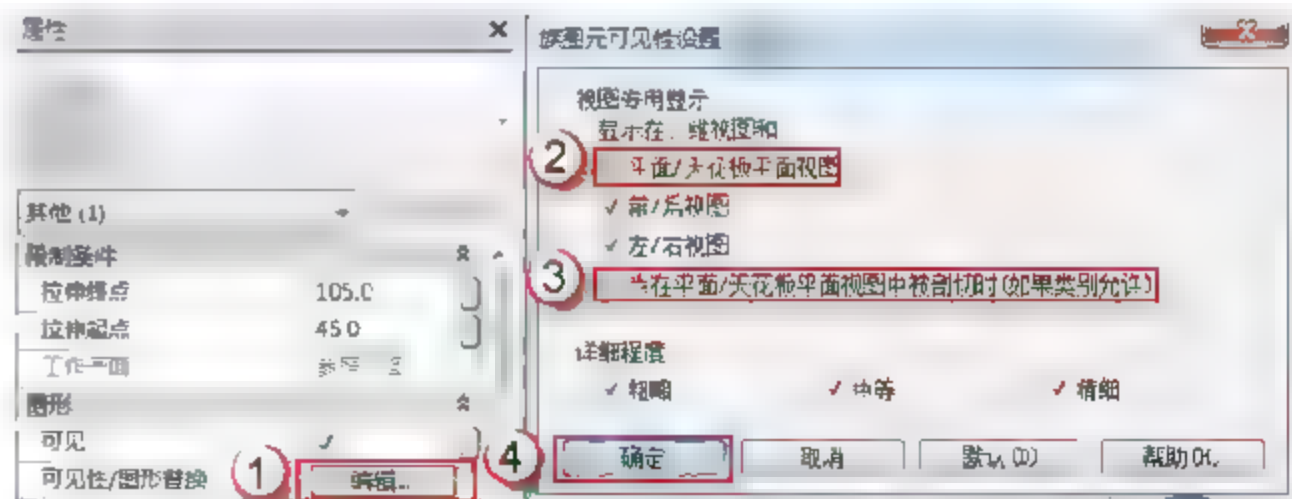 属性
其他 (1)
限制条件
拉伸终点 105.0
拉伸起点 45.0
工作平面
图形
可见
可见性/图形替换 ① 编辑...
族图元可见性设置
视图专用显示
显示在三维视图和
② 平面/天花板平面视图
✓ 前/后视图
✓ 左/右视图
③ 当在平面/天花板平面视图中被剖切时(如果类别允许)
详细程度
✓ 粗略 ✓ 中等 ✓ 精细
④ 确定 取消 默认(D) 帮助(H)